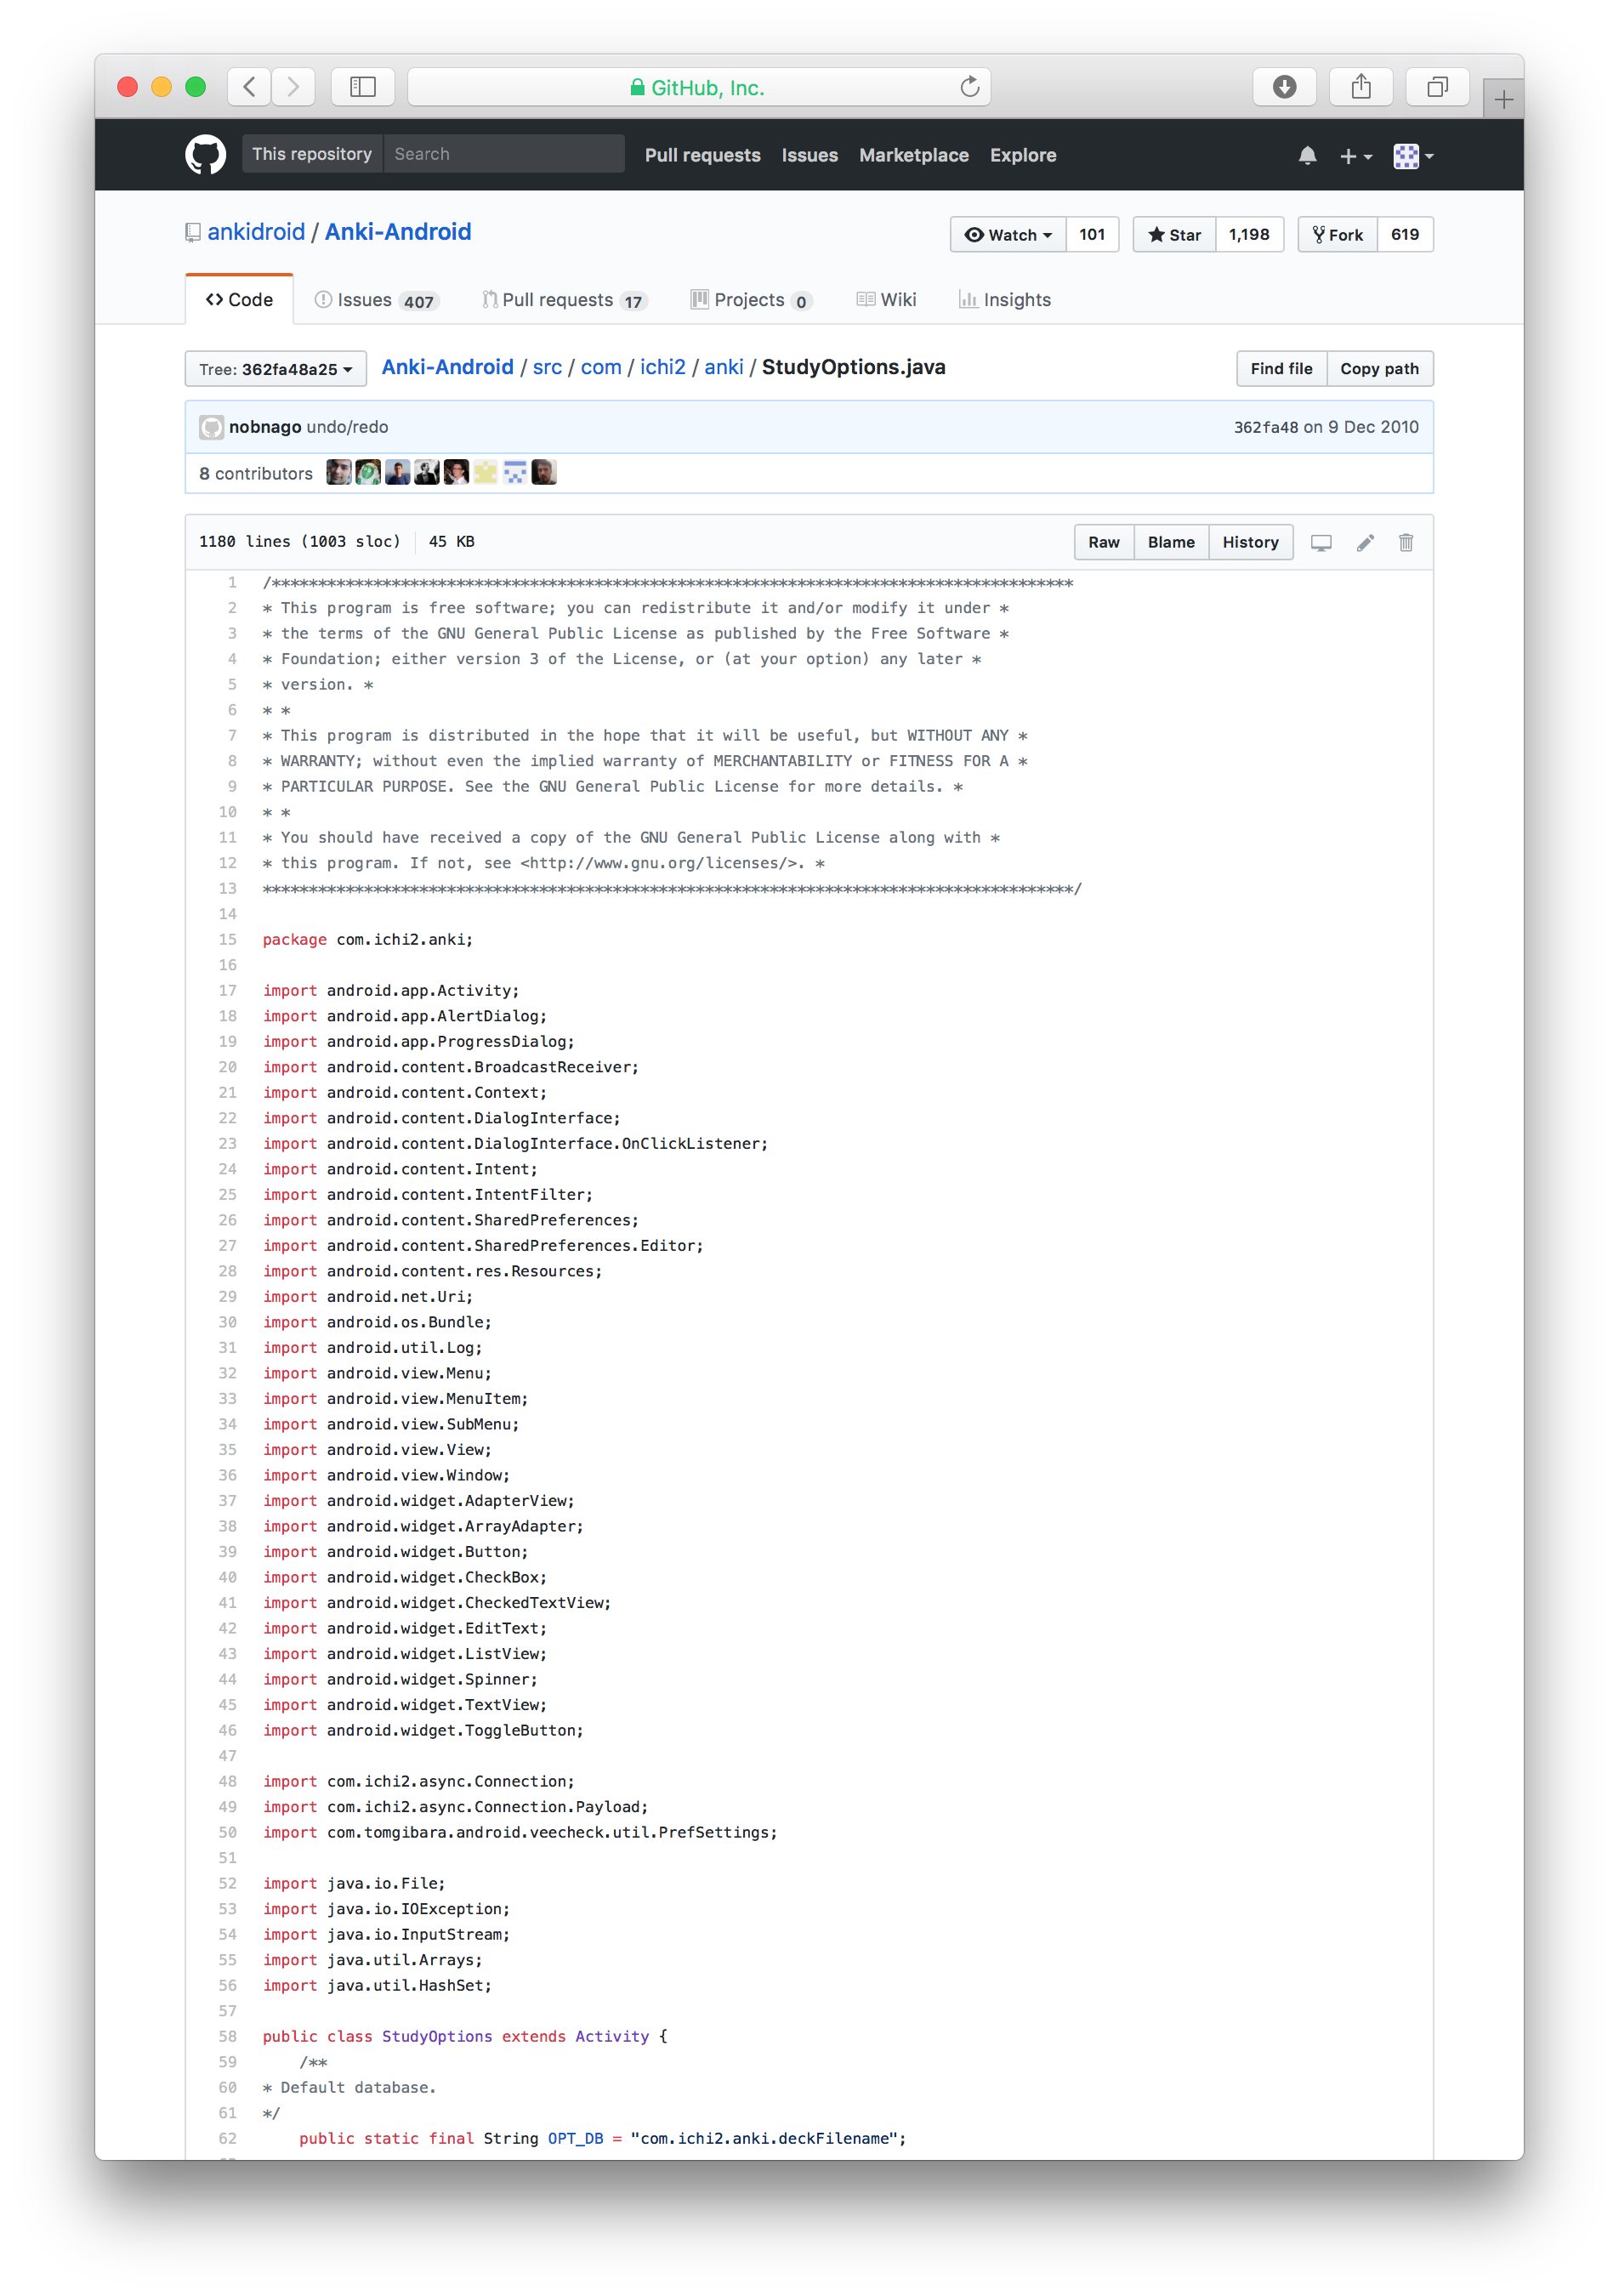 GitHub, Inc.
This repository Search Pull requests Issues Marketplace Explore
ankidroid / Anki-Android Watch 101 Star 1,198 Fork 619
Code Issues 407 Pull requests 17 Projects 0 Wiki Insights
Tree: 362fa48a25 Anki-Android / src / com / ichi2 / anki / StudyOptions.java Find file Copy path
nobnago undo/redo 362fa48 on 9 Dec 2010
8 contributors
1180 lines (1003 sloc) 45 KB Raw Blame History
1 /***************************************************************************************
2 * This program is free software; you can redistribute it and/or modify it under *
3 * the terms of the GNU General Public License as published by the Free Software *
4 * Foundation; either version 3 of the License, or (at your option) any later *
5 * version. *
6 * *
7 * This program is distributed in the hope that it will be useful, but WITHOUT ANY *
8 * WARRANTY; without even the implied warranty of MERCHANTABILITY or FITNESS FOR A *
9 * PARTICULAR PURPOSE. See the GNU General Public License for more details. *
10 * *
11 * You should have received a copy of the GNU General Public License along with *
12 * this program. If not, see <http://www.gnu.org/licenses/>. *
13 ****************************************************************************************/
14
15 package com.ichi2.anki;
16
17 import android.app.Activity;
18 import android.app.AlertDialog;
19 import android.app.ProgressDialog;
20 import android.content.BroadcastReceiver;
21 import android.content.Context;
22 import android.content.DialogInterface;
23 import android.content.DialogInterface.OnClickListener;
24 import android.content.Intent;
25 import android.content.IntentFilter;
26 import android.content.SharedPreferences;
27 import android.content.SharedPreferences.Editor;
28 import android.content.res.Resources;
29 import android.net.Uri;
30 import android.os.Bundle;
31 import android.util.Log;
32 import android.view.Menu;
33 import android.view.MenuItem;
34 import android.view.SubMenu;
35 import android.view.View;
36 import android.view.Window;
37 import android.widget.AdapterView;
38 import android.widget.ArrayAdapter;
39 import android.widget.Button;
40 import android.widget.CheckBox;
41 import android.widget.CheckedTextView;
42 import android.widget.EditText;
43 import android.widget.ListView;
44 import android.widget.Spinner;
45 import android.widget.TextView;
46 import android.widget.ToggleButton;
47
48 import com.ichi2.async.Connection;
49 import com.ichi2.async.Connection.Payload;
50 import com.tomgibara.android.veecheck.util.PrefSettings;
51
52 import java.io.File;
53 import java.io.IOException;
54 import java.io.InputStream;
55 import java.util.Arrays;
56 import java.util.HashSet;
57
58 public class StudyOptions extends Activity {
59 /**
60 * Default database.
61 */
62 public static final String OPT_DB = "com.ichi2.anki.deckFilename";